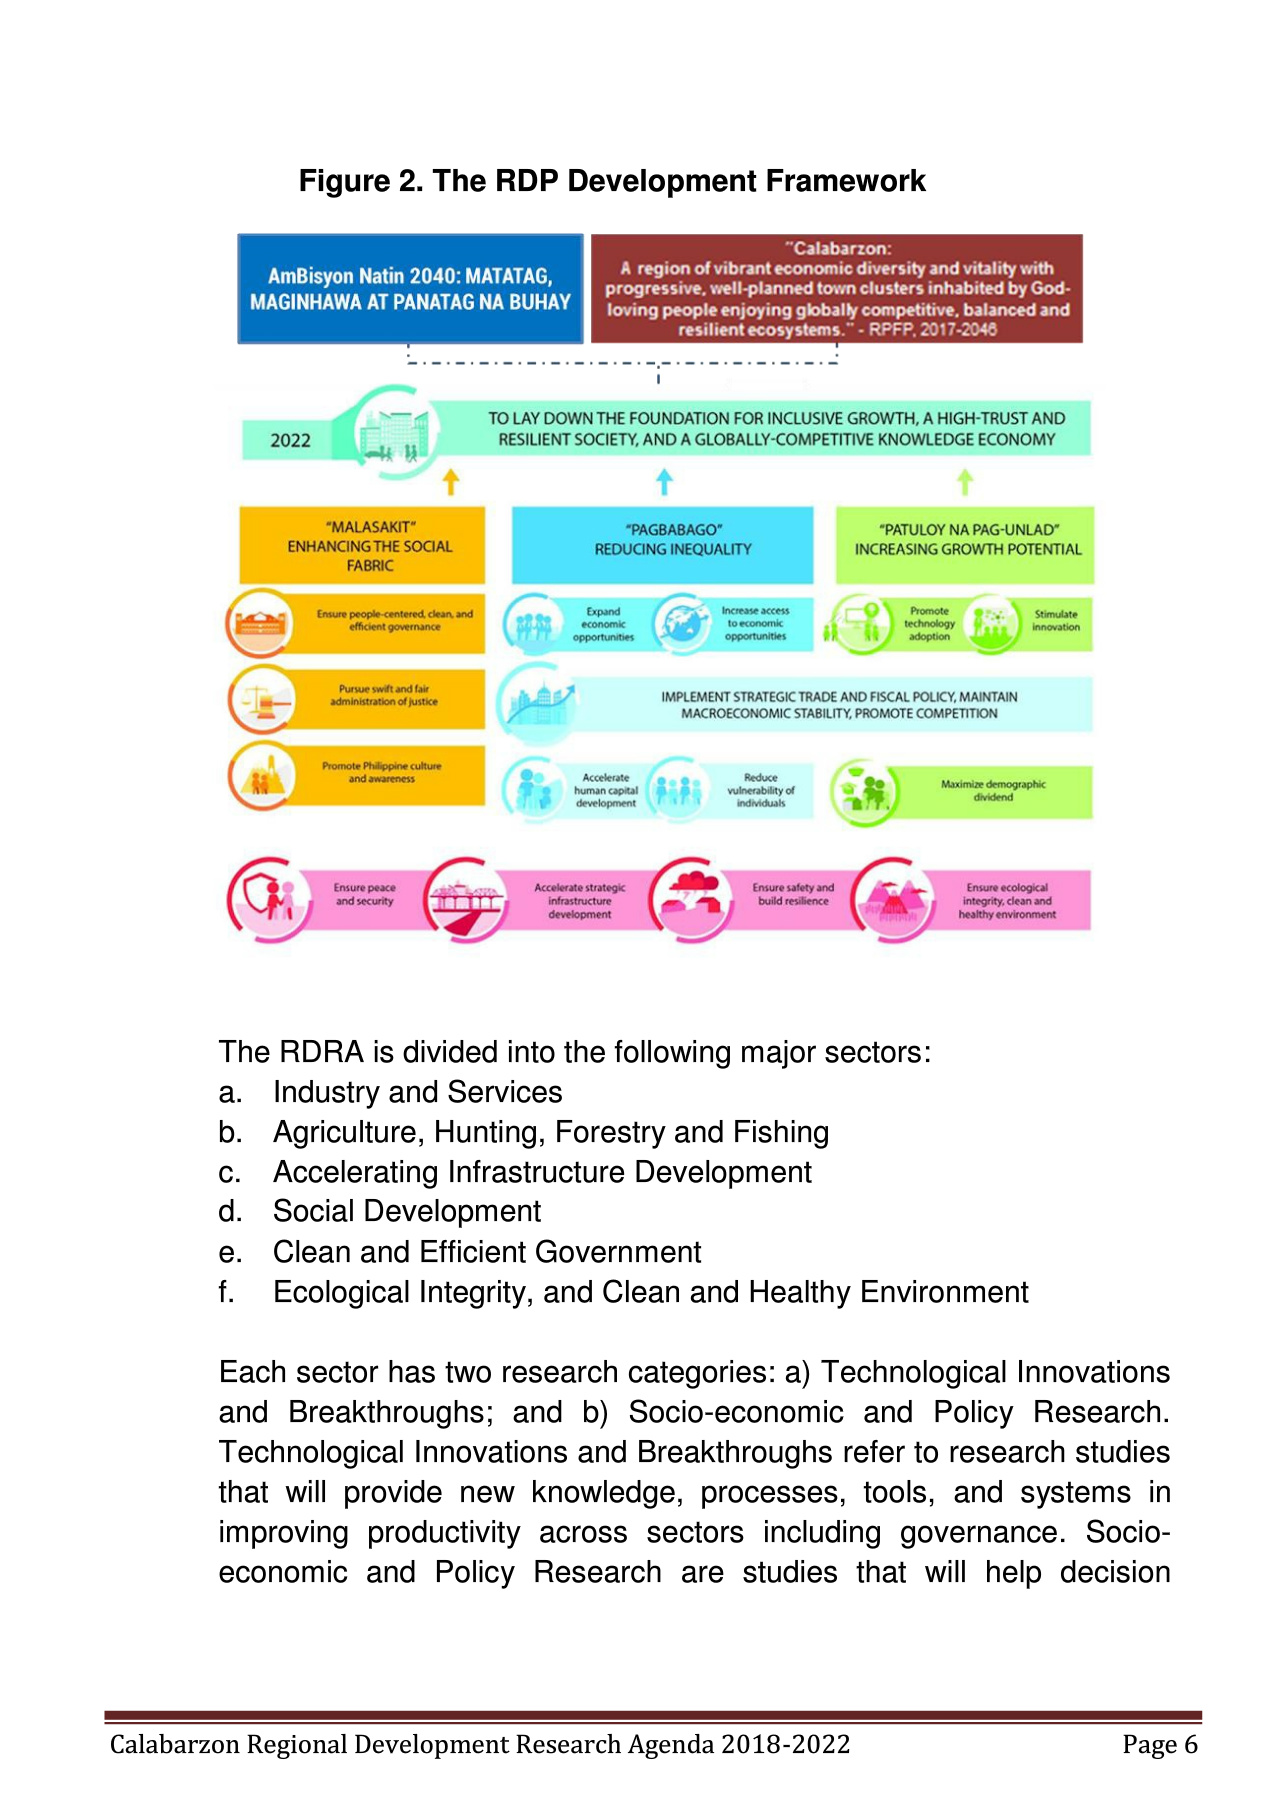 Figure 2. The RDP Development Framework
AmBisyon Natin 2040: MATATAG,
MAGINHAWA AT PANATAG NA BUHAY
"Calabarzon:
A region of vibrant economic diversity and vitality with
progressive, well-planned town clusters inhabited by God-
loving people enjoying globally competitive, balanced and
resilient ecosystems." - RPFP, 2017-2046
2022
TO LAY DOWN THE FOUNDATION FOR INCLUSIVE GROWTH, A HIGH-TRUST AND
RESILIENT SOCIETY, AND A GLOBALLY-COMPETITIVE KNOWLEDGE ECONOMY
“MALASAKIT”
ENHANCING THE SOCIAL
FABRIC
“PAGBABAGO”
REDUCING INEQUALITY
“PATULOY NA PAG-UNLAD”
INCREASING GROWTH POTENTIAL
Ensure people-centered, clean, and
efficient governance
Expand
economic
opportunities
Increase access
to economic
opportunities
Promote
technology
adoption
Stimulate
innovation
Pursue swift and fair
administration of justice
IMPLEMENT STRATEGIC TRADE AND FISCAL POLICY, MAINTAIN
MACROECONOMIC STABILITY, PROMOTE COMPETITION
Promote Philippine culture
and awareness
Accelerate
human capital
development
Reduce
vulnerability of
individuals
Maximize demographic
dividend
Ensure peace
and security
Accelerate strategic
infrastructure
development
Ensure safety and
build resilience
Ensure ecological
integrity, clean and
healthy environment
The RDRA is divided into the following major sectors:
a. Industry and Services
b. Agriculture, Hunting, Forestry and Fishing
c. Accelerating Infrastructure Development
d. Social Development
e. Clean and Efficient Government
f. Ecological Integrity, and Clean and Healthy Environment
Each sector has two research categories: a) Technological Innovations
and Breakthroughs; and b) Socio-economic and Policy Research.
Technological Innovations and Breakthroughs refer to research studies
that will provide new knowledge, processes, tools, and systems in
improving productivity across sectors including governance. Socio-
economic and Policy Research are studies that will help decision
Calabarzon Regional Development Research Agenda 2018-2022 Page 6